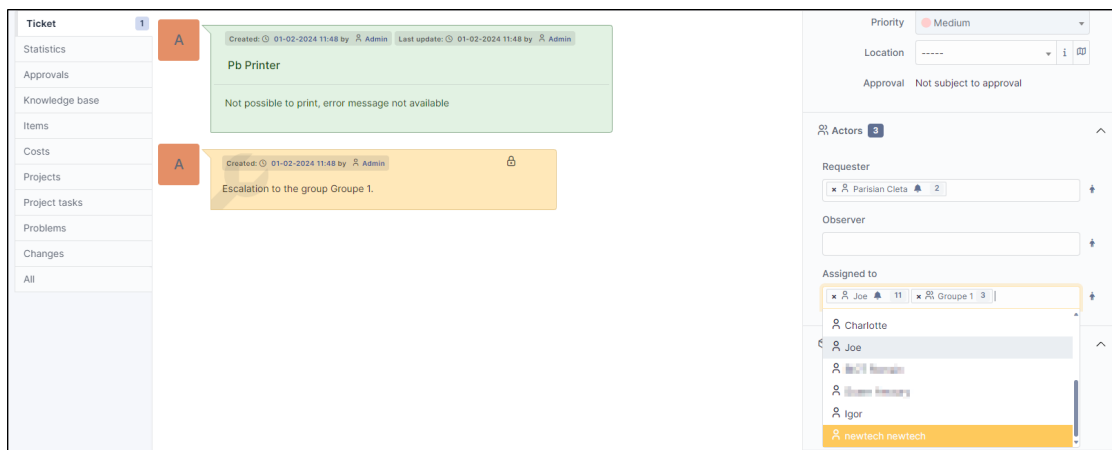 Ticket 1
Statistics
Approvals
Knowledge base
Items
Costs
Projects
Project tasks
Problems
Changes
All
A
Created: 01-02-2024 11:48 by Admin Last update: 01-02-2024 11:48 by Admin
Pb Printer
Not possible to print, error message not available
A
Created: 01-02-2024 11:48 by Admin
Escalation to the group Groupe 1.
Priority Medium
Location ----- i
Approval Not subject to approval
Actors 3
Requester
× Parisian Cleta 2
Observer
Assigned to
× Joe 11 × Groupe 1 3
Charlotte
Joe
Igor
newtech newtech